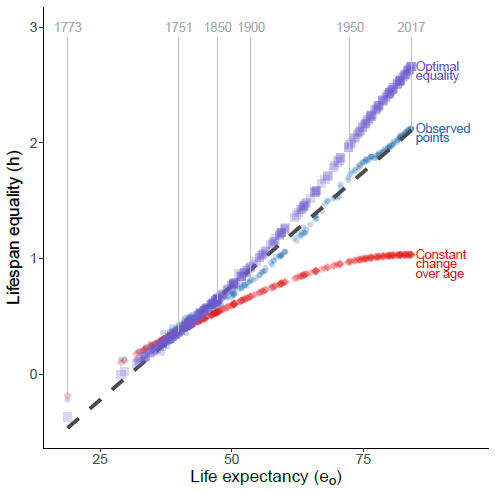 3
1773 1751 1850 1900 1950 2017
Optimal
equality
Observed
points
2
Lifespan equality (h)
1
Constant
change
over age
0
25 50 75
Life expectancy (e₀)